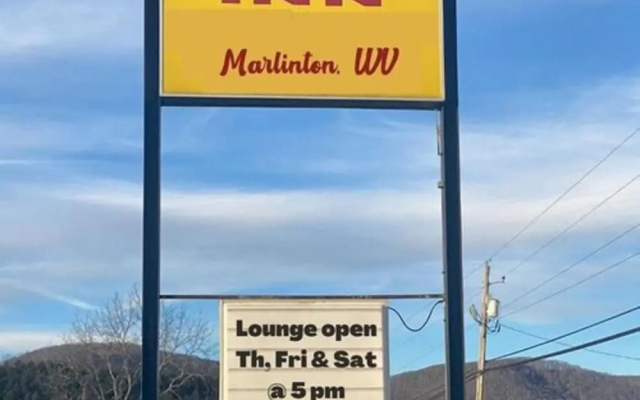 Marlinton. WV
Lounge open
Th, Fri & Sat
@ 5 pm